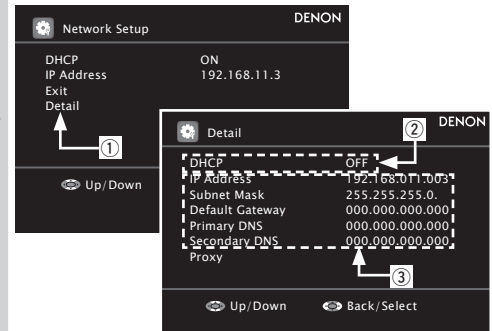 DENON
Network Setup
DHCP ON
IP Address 192.168.11.3
Exit
Detail
①
Up/Down
DENON
Detail
②
DHCP OFF
IP Address 192.168.011.003
Subnet Mask 255.255.255.0.
Default Gateway 000.000.000.000
Primary DNS 000.000.000.000
Secondary DNS 000.000.000.000
Proxy
③
Up/Down Back/Select